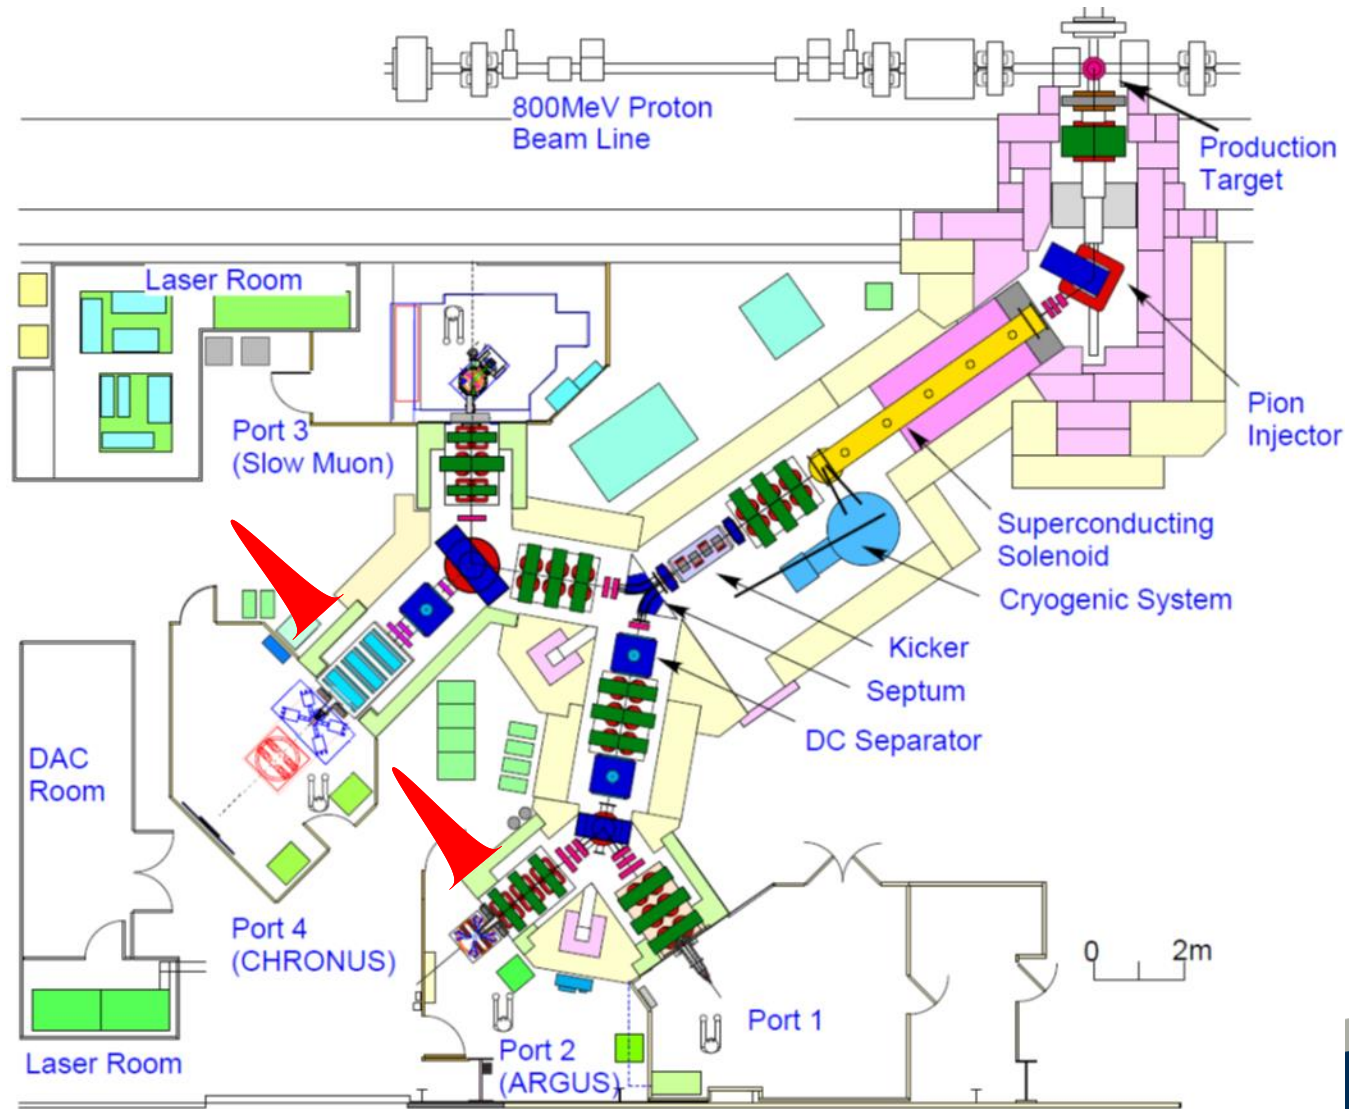 800MeV Proton
Beam Line
Production
Target
Laser Room
Pion
Injector
Port 3
(Slow Muon)
Superconducting
Solenoid
Cryogenic System
Kicker
Septum
DC Separator
DAC
Room
Port 4
(CHRONUS)
0 2m
Port 1
Port 2
(ARGUS)
Laser Room